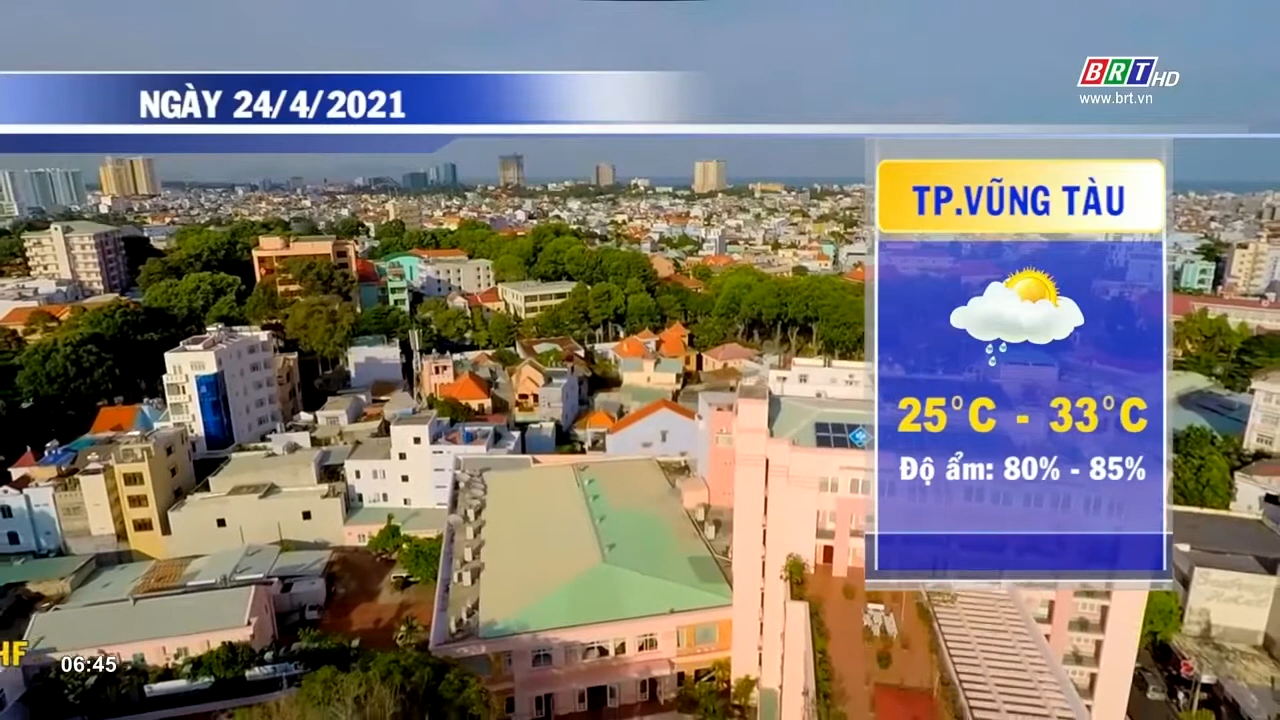 NGÀY 24/4/2021
BRT HD
www.brt.vn
TP.VŨNG TÀU
25°C - 33°C
Độ ẩm: 80% - 85%
HF
06:45